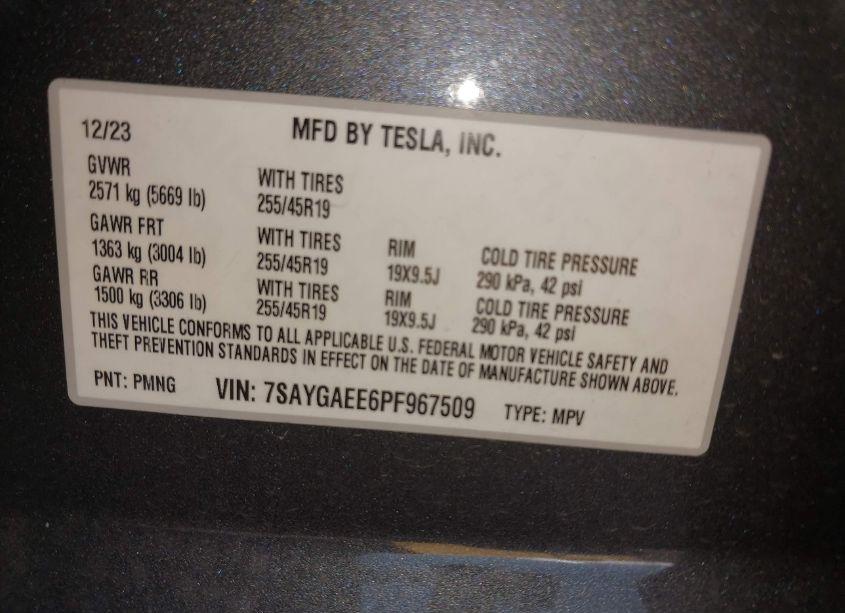 12/23 MFD BY TESLA, INC.
GVWR
2571 kg (5669 lb) WITH TIRES
255/45R19
GAWR FRT
1363 kg (3004 lb) WITH TIRES
255/45R19 RIM
19X9.5J COLD TIRE PRESSURE
290 kPa, 42 psi
GAWR RR
1500 kg (3306 lb) WITH TIRES
255/45R19 RIM
19X9.5J COLD TIRE PRESSURE
290 kPa, 42 psi
THIS VEHICLE CONFORMS TO ALL APPLICABLE U.S. FEDERAL MOTOR VEHICLE SAFETY AND
THEFT PREVENTION STANDARDS IN EFFECT ON THE DATE OF MANUFACTURE SHOWN ABOVE.
PNT: PMNG VIN: 7SAYGAEE6PF967509 TYPE: MPV